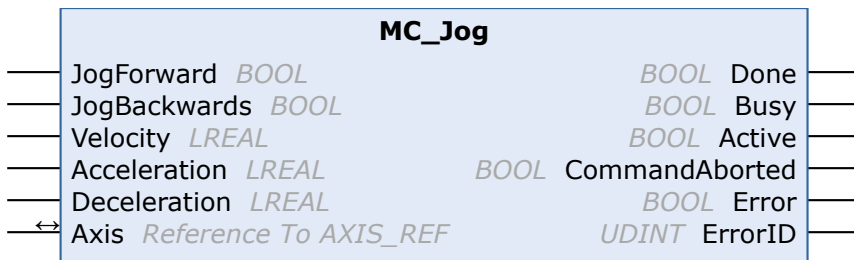 MC_Jog
JogForward BOOL BOOL Done
JogBackwards BOOL BOOL Busy
Velocity LREAL BOOL Active
Acceleration LREAL BOOL CommandAborted
Deceleration LREAL BOOL Error
↔ Axis Reference To AXIS_REF UDINT ErrorID